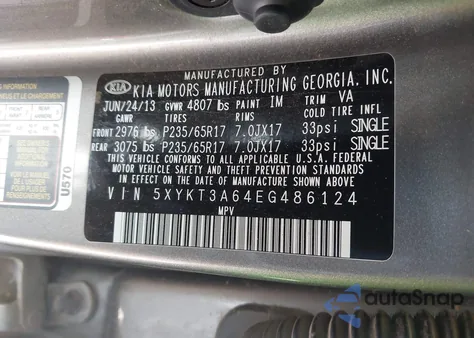 MANUFACTURED BY
KIA KIA MOTORS MANUFACTURING GEORGIA, INC.
JUN/24/13 GVWR 4807 lbs PAINT IM TRIM VA
GAWR TIRES RIMS COLD TIRE INFL
FRONT 2976 lbs P235/65R17 7.0JX17 33psi SINGLE
REAR 3075 lbs P235/65R17 7.0JX17 33psi SINGLE
THIS VEHICLE CONFORMS TO ALL APPLICABLE U.S.A. FEDERAL
MOTOR VEHICLE SAFETY STANDARDS IN EFFECT ON THE
DATE OF MANUFACTURE SHOWN ABOVE.
VIN 5XYKT3A64EG486124
MPV
U570
autoSnap